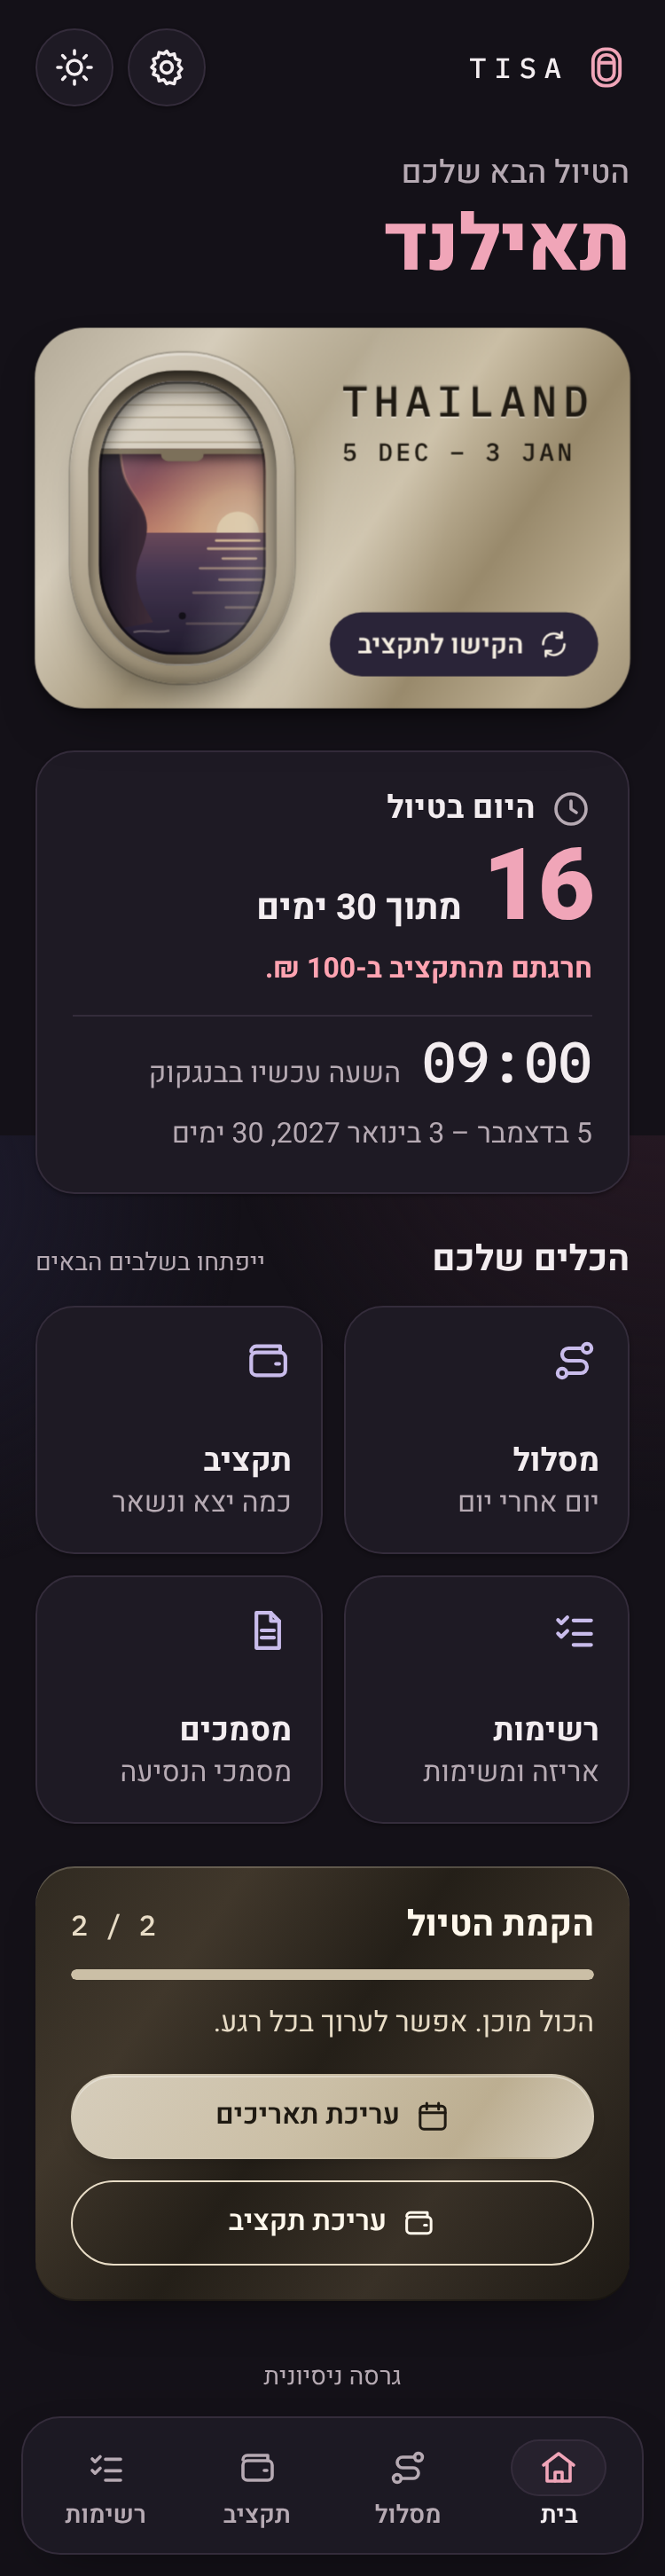 TISA
הטיול הבא שלכם
תאילנד
THAILAND
5 DEC – 3 JAN
הקישו לתקציב
היום בטיול
16 מתוך 30 ימים
חרגתם מהתקציב ב-100 ₪.
09:00 השעה עכשיו בבנגקוק
5 בדצמבר – 3 בינואר 2027, 30 ימים
הכלים שלכם
ייפתחו בשלבים הבאים
מסלול
יום אחרי יום
תקציב
כמה יצא ונשאר
רשימות
אריזה ומשימות
מסמכים
מסמכי הנסיעה
הקמת הטיול
2 / 2
הכול מוכן. אפשר לערוך בכל רגע.
עריכת תאריכים
עריכת תקציב
גרסה ניסיונית
בית
מסלול
תקציב
רשימות